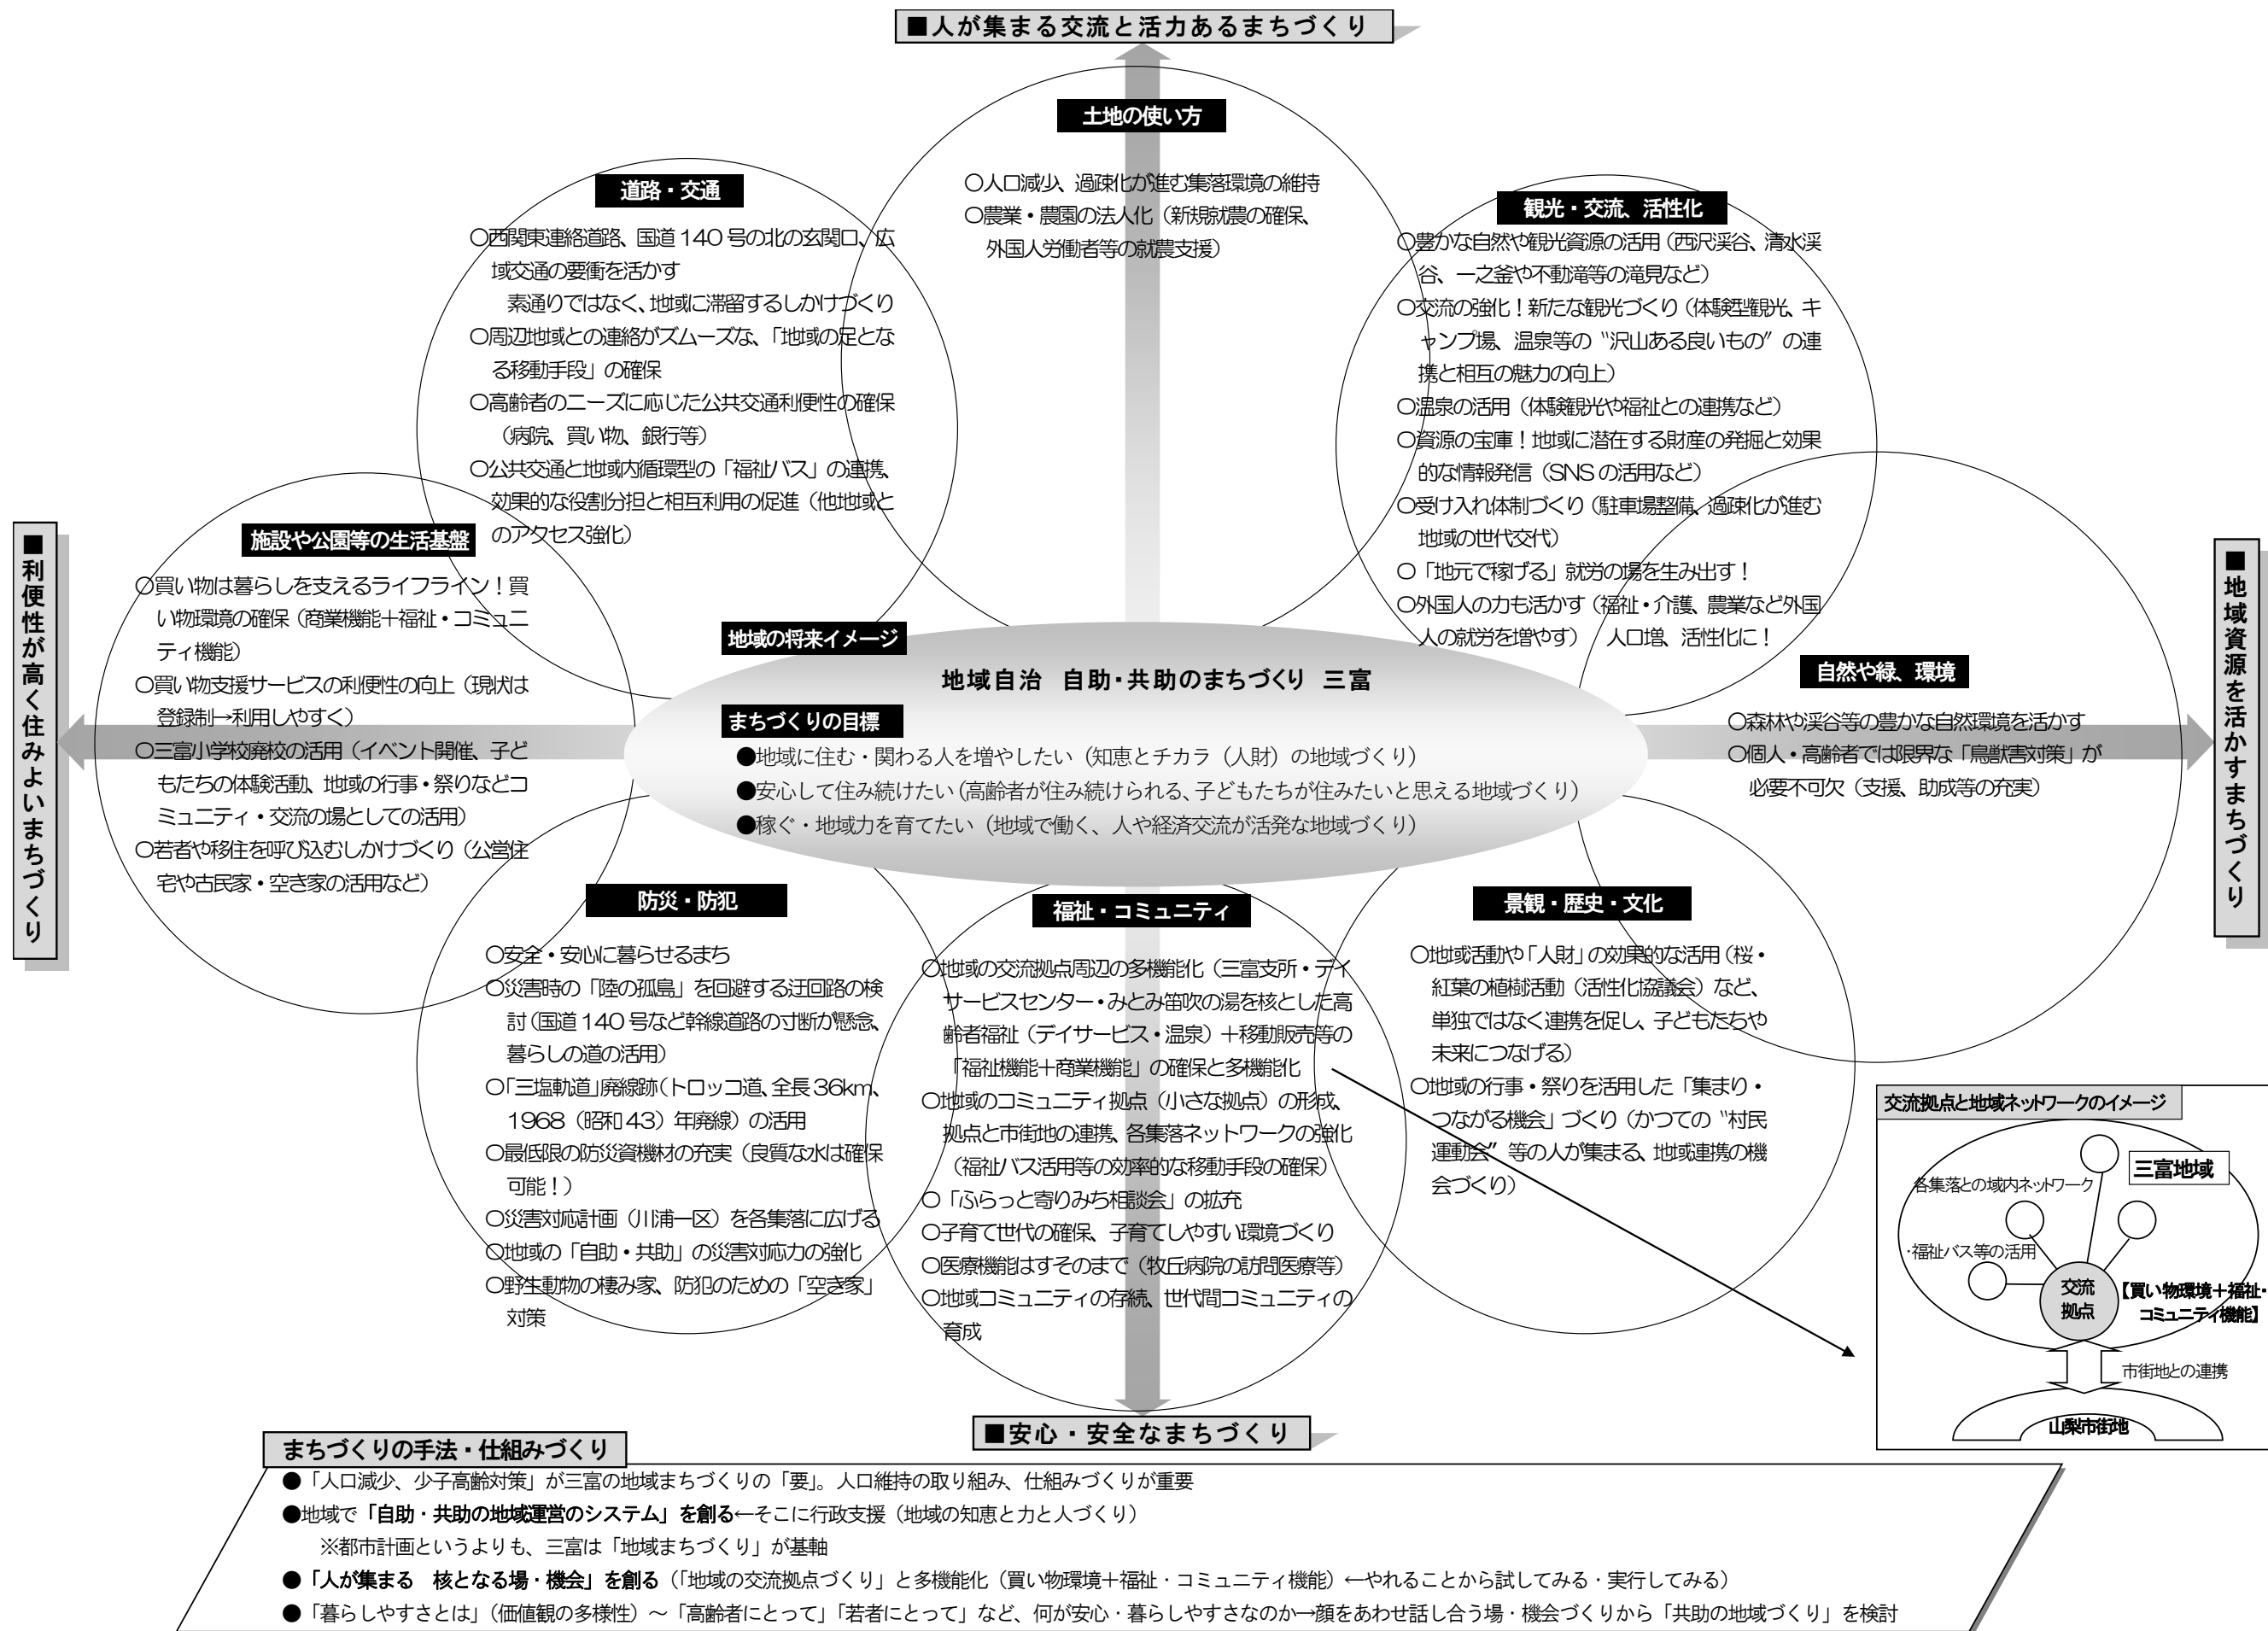 ■人が集まる交流と活力あるまちづくり
土地の使い方
〇人口減少、過疎化が進む集落環境の維持
〇農業・農園の法人化（新規就農の確保、
外国人労働者等の就農支援）
道路・交通
〇西関東連絡道路、国道140号の北の玄関口、広
域交通の要衝を活かす
素通りではなく、地域に滞留するしかけづくり
〇周辺地域との連絡がズムーズな、「地域の足とな
る移動手段」の確保
〇高齢者のニーズに応じた公共交通利便性の確保
（病院、買い物、銀行等）
〇公共交通と地域内循環型の「福祉バス」の連携、
効果的な役割分担と相互利用の促進（他地域と
のアクセス強化）
観光・交流、活性化
〇豊かな自然や観光資源の活用（西沢渓谷、清水渓
谷、一之釜や不動滝等の滝見など）
〇交流の強化！新たな観光づくり（体験型観光、キ
ャンプ場、温泉等の〝沢山ある良いもの〞の連
携と相互の魅力の向上）
〇温泉の活用（体験観光や福祉との連携など）
〇資源の宝庫！地域に潜在する財産の発掘と効果
的な情報発信（SNSの活用など）
〇受け入れ体制づくり（駐車場整備、過疎化が進む
地域の世代交代）
〇「地元で稼げる」就労の場を生み出す！
〇外国人の力も活かす（福祉・介護、農業など外国
人の就労を増やす）　人口増、活性化に！
施設や公園等の生活基盤
〇買い物は暮らしを支えるライフライン！買
い物環境の確保（商業機能＋福祉・コミュニ
ティ機能）
〇買い物支援サービスの利便性の向上（現状は
登録制→利用しやすく）
〇三富小学校廃校の活用（イベント開催、子ど
もたちの体験活動、地域の行事・祭りなどコ
ミュニティ・交流の場としての活用）
〇若者や移住を呼び込むしかけづくり（公営住
宅や古民家・空き家の活用など）
■利便性が高く住みよいまちづくり
地域の将来イメージ
地域自治　自助・共助のまちづくり　三富
まちづくりの目標
●地域に住む・関わる人を増やしたい（知恵とチカラ（人財）の地域づくり）
●安心して住み続けたい（高齢者が住み続けられる、子どもたちが住みたいと思える地域づくり）
●稼ぐ・地域力を育てたい（地域で働く、人や経済交流が活発な地域づくり）
自然や緑、環境
〇森林や渓谷等の豊かな自然環境を活かす
〇個人・高齢者では限界な「鳥獣害対策」が
必要不可欠（支援、助成等の充実）
■地域資源を活かすまちづくり
防災・防犯
〇安全・安心に暮らせるまち
〇災害時の「陸の孤島」を回避する迂回路の検
討（国道140号など幹線道路の寸断が懸念、
暮らしの道の活用）
〇「三塩軌道」廃線跡（トロッコ道、全長36km、
1968（昭和43）年廃線）の活用
〇最低限の防災資機材の充実（良質な水は確保
可能！）
〇災害対応計画（川浦一区）を各集落に広げる
〇地域の「自助・共助」の災害対応力の強化
〇野生動物の棲み家、防犯のための「空き家」
対策
福祉・コミュニティ
〇地域の交流拠点周辺の多機能化（三富支所・デイ
サービスセンター・みとみ笛吹の湯を核とした高
齢者福祉（デイサービス・温泉）＋移動販売等の
「福祉機能＋商業機能」の確保と多機能化
〇地域のコミュニティ拠点（小さな拠点）の形成、
拠点と市街地の連携、各集落ネットワークの強化
（福祉バス活用等の効率的な移動手段の確保）
〇「ふらっと寄りみち相談会」の拡充
〇子育て世代の確保、子育てしやすい環境づくり
〇医療機能はすそのまで（牧丘病院の訪問医療等）
〇地域コミュニティの存続、世代間コミュニティの
育成
景観・歴史・文化
〇地域活動や「人財」の効果的な活用（桜・
紅葉の植樹活動（活性化協議会）など、
単独ではなく連携を促し、子どもたちや
未来につなげる）
〇地域の行事・祭りを活用した「集まり・
つながる機会」づくり（かつての〝村民
運動会〞等の人が集まる、地域連携の機
会づくり）
交流拠点と地域ネットワークのイメージ
三富地域
各集落との域内ネットワーク
・福祉バス等の活用
交流
拠点
【買い物環境＋福祉・
コミュニティ機能】
市街地との連携
山梨市街地
■安心・安全なまちづくり
まちづくりの手法・仕組みづくり
●「人口減少、少子高齢対策」が三富の地域まちづくりの「要」。人口維持の取り組み、仕組みづくりが重要
●地域で「自助・共助の地域運営のシステム」を創る←そこに行政支援（地域の知恵と力と人づくり）
※都市計画というよりも、三富は「地域まちづくり」が基軸
●「人が集まる　核となる場・機会」を創る（「地域の交流拠点づくり」と多機能化（買い物環境＋福祉・コミュニティ機能）←やれることから試してみる・実行してみる）
●「暮らしやすさとは」（価値観の多様性）～「高齢者にとって」「若者にとって」など、何が安心・暮らしやすさなのか→顔をあわせ話し合う場・機会づくりから「共助の地域づくり」を検討